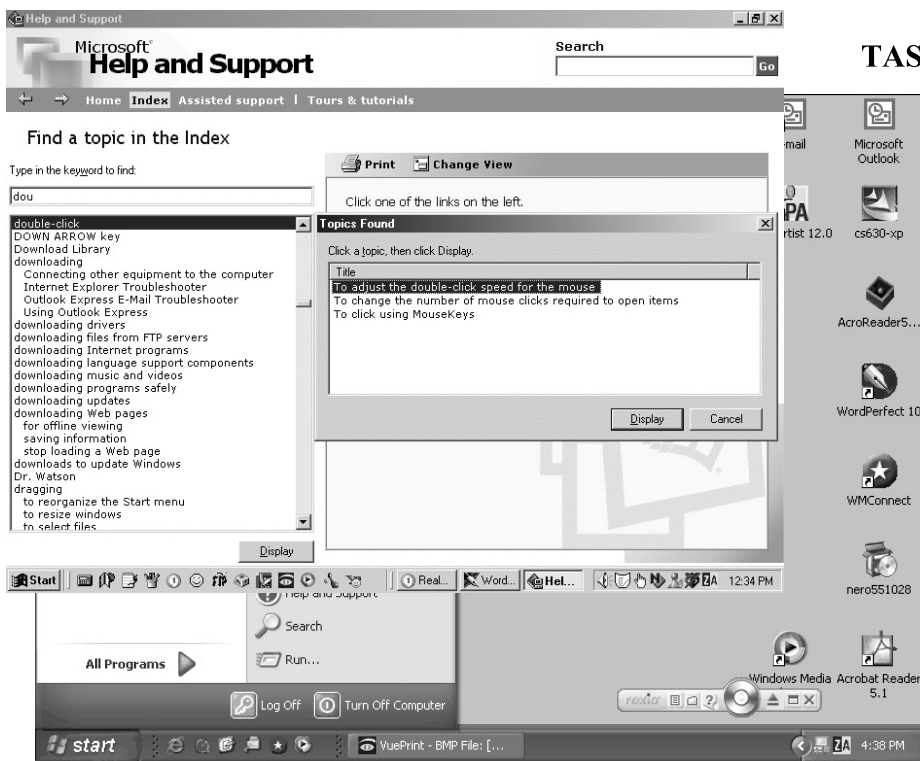 Help and Support
Microsoft®
Help and Support
Search
Go
Home Index Assisted support | Tours & tutorials
Find a topic in the Index
Type in the keyword to find:
dou
double-click
DOWN ARROW key
Download Library
downloading
Connecting other equipment to the computer
Internet Explorer Troubleshooter
Outlook Express E-Mail Troubleshooter
Using Outlook Express
downloading drivers
downloading files from FTP servers
downloading Internet programs
downloading language support components
downloading music and videos
downloading programs safely
downloading updates
downloading Web pages
for offline viewing
saving information
stop loading a Web page
downloads to update Windows
Dr. Watson
dragging
to reorganize the Start menu
to resize windows
to select files
Display
Print Change View
Click one of the links on the left.
Topics Found
Click a topic, then click Display.
Title
To adjust the double-click speed for the mouse
To change the number of mouse clicks required to open items
To click using MouseKeys
Display Cancel
TAS
mail
Microsoft
Outlook
PA
rtist 12.0
cs630-xp
AcroReader5...
WordPerfect 10
WMConnect
nero551028
Windows Media
Acrobat Reader
5.1
Start
Real...
Word...
Hel...
ZA
12:34 PM
Help and Support
Search
Run...
All Programs
Log Off
Turn Off Computer
roxio
start
VuePrint - BMP File: [...
ZA
4:38 PM